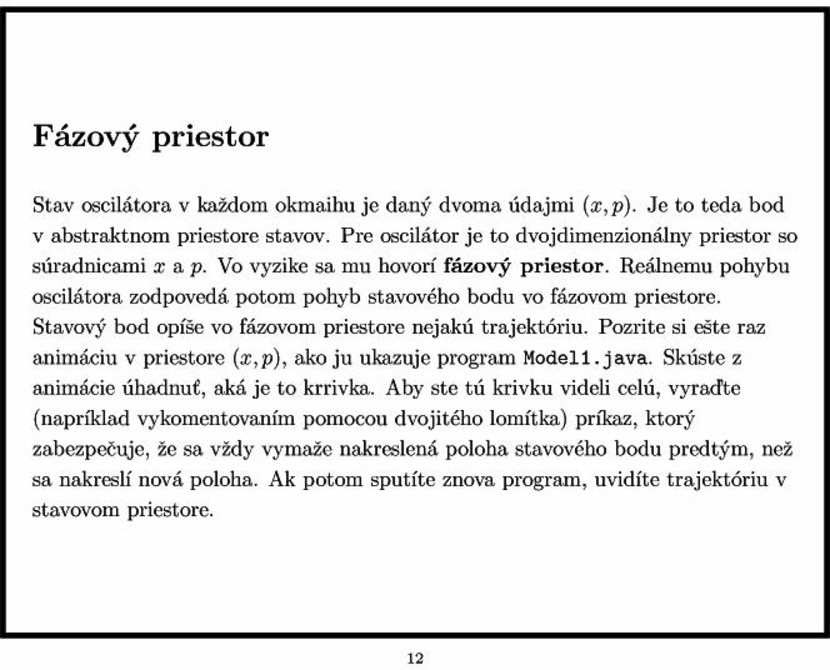 Fázový priestor
Stav oscilátora v každom okmaihu je daný dvoma údajmi (x, p). Je to teda bod
v abstraktnom priestore stavov. Pre oscilátor je to dvojdimenzionálny priestor so
súradnicami x a p. Vo vyzike sa mu hovorí fázový priestor. Reálnemu pohybu
oscilátora zodpovedá potom pohyb stavového bodu vo fázovom priestore.
Stavový bod opíše vo fázovom priestore nejakú trajektóriu. Pozrite si ešte raz
animáciu v priestore (x, p), ako ju ukazuje program Model1.java. Skúste z
animácie úhadnuť, aká je to krrivka. Aby ste tú krivku videli celú, vyraďte
(napríklad vykomentovaním pomocou dvojitého lomítka) príkaz, ktorý
zabezpečuje, že sa vždy vymaže nakreslená poloha stavového bodu predtým, než
sa nakreslí nová poloha. Ak potom sputíte znova program, uvidíte trajektóriu v
stavovom priestore.
12